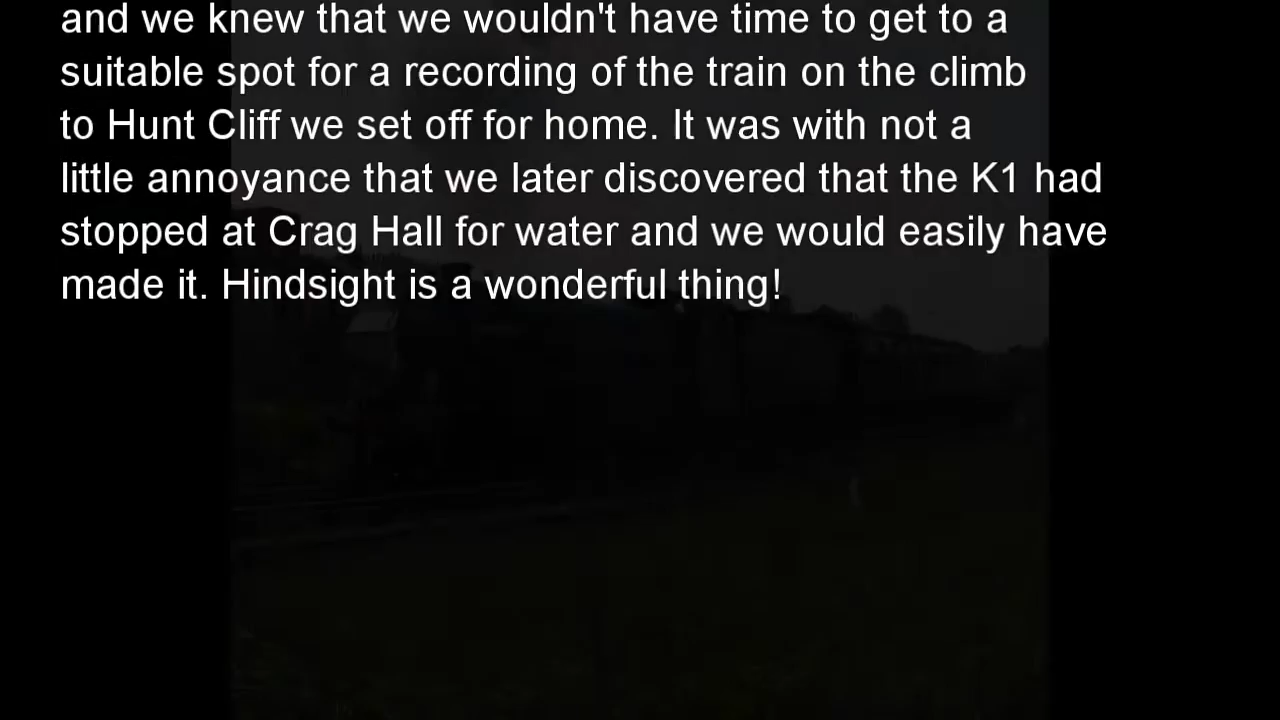 and we knew that we wouldn't have time to get to a
suitable spot for a recording of the train on the climb
to Hunt Cliff we set off for home. It was with not a
little annoyance that we later discovered that the K1 had
stopped at Crag Hall for water and we would easily have
made it. Hindsight is a wonderful thing!